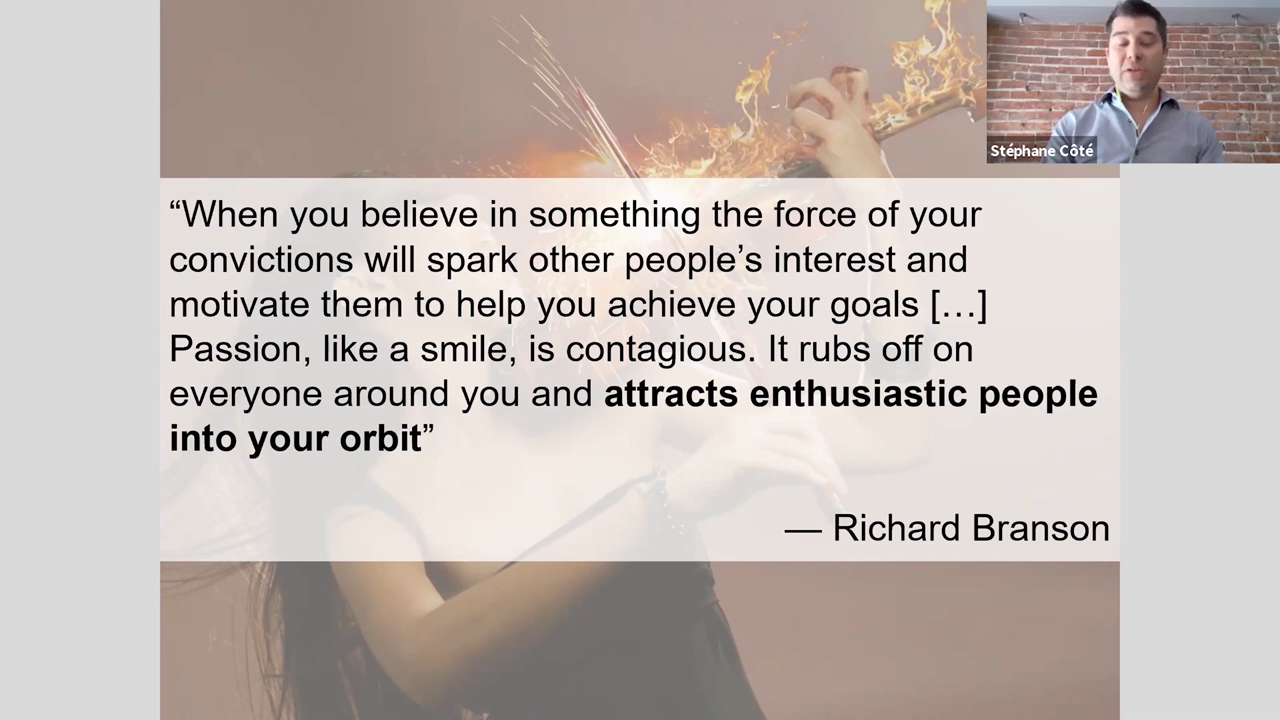 Stéphane Côté
“When you believe in something the force of your
convictions will spark other people’s interest and
motivate them to help you achieve your goals […]
Passion, like a smile, is contagious. It rubs off on
everyone around you and attracts enthusiastic people
into your orbit”
— Richard Branson